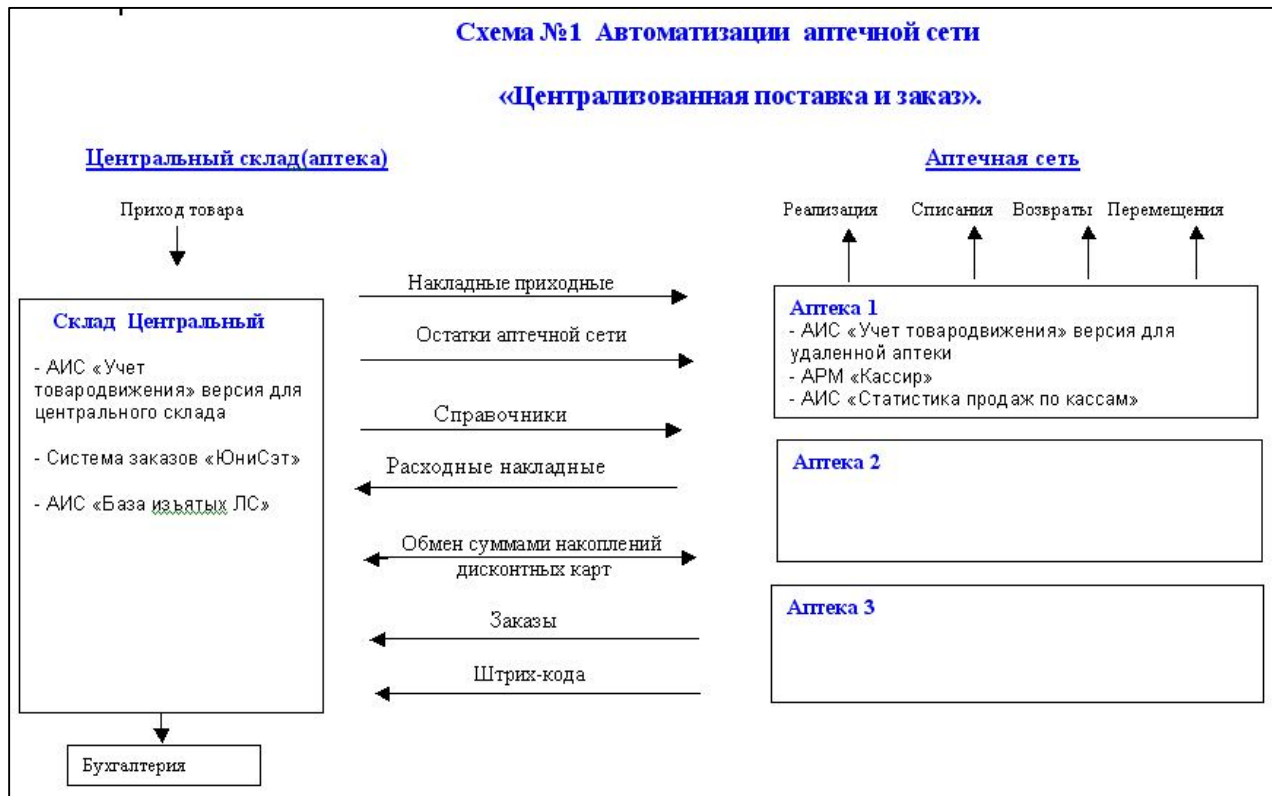 Схема №1 Автоматизации аптечной сети
«Централизованная поставка и заказ».
Центральный склад(аптека)
Аптечная сеть
Приход товара
Реализация Списания Возвраты Перемещения
Накладные приходные
Остатки аптечной сети
Справочники
Расходные накладные
Обмен суммами накоплений
дисконтных карт
Заказы
Штрих-кода
Склад Центральный
- АИС «Учет
товародвижения» версия для
центрального склада
- Система заказов «ЮниСэт»
- АИС «База изъятых ЛС»
Аптека 1
- АИС «Учет товародвижения» версия для
удаленной аптеки
- АРМ «Кассир»
- АИС «Статистика продаж по кассам»
Аптека 2
Аптека 3
Бухгалтерия